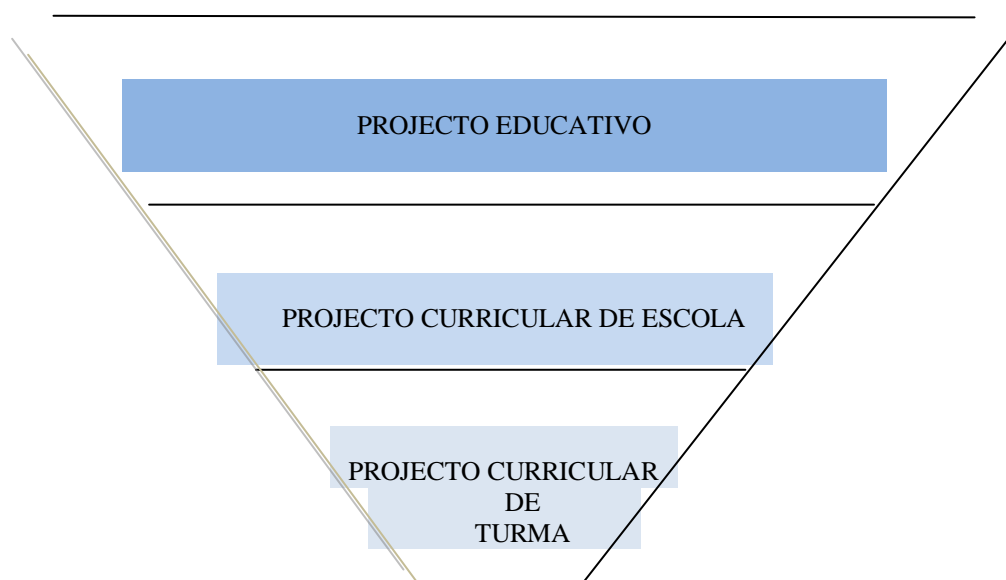 PROJECTO EDUCATIVO
PROJECTO CURRICULAR DE ESCOLA
PROJECTO CURRICULAR
DE
TURMA